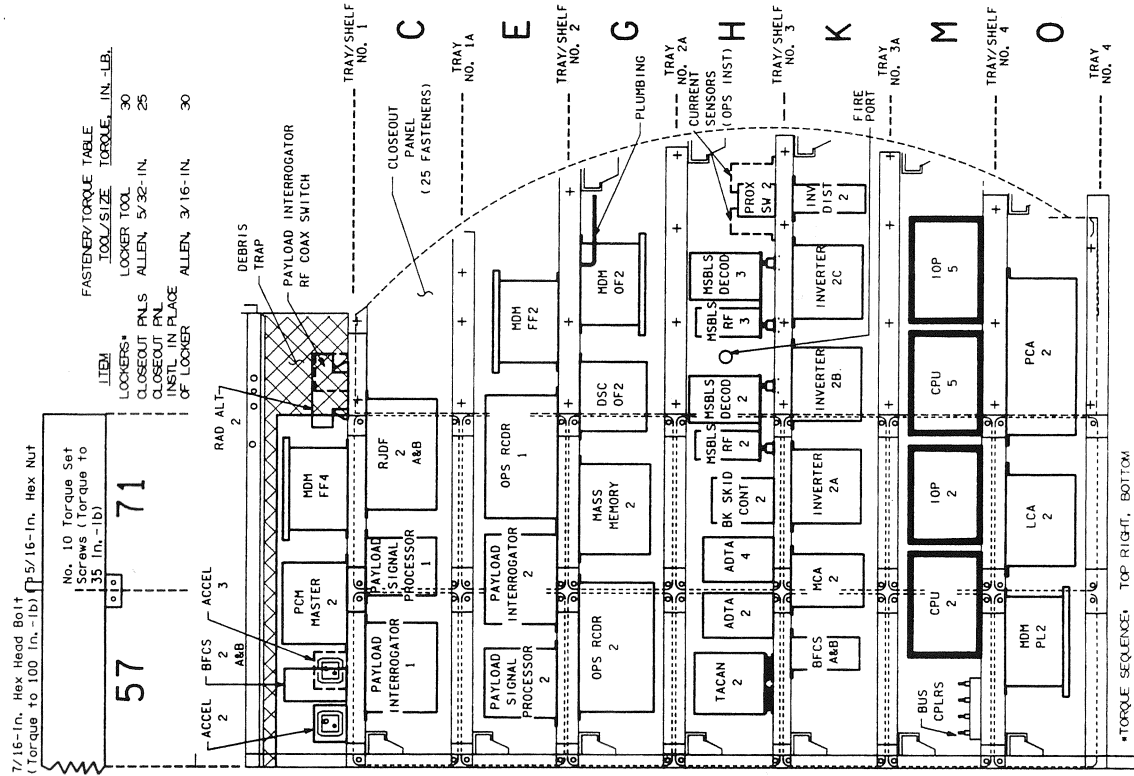 7/16-In. Hex Head Bolt
(Torque to 100 In.-lb)
5/16-In. Hex Nut
No. 10 Torque Set
Screws (Torque to
35 In.-lb)
57
71
FASTENER/TORQUE TABLE
ITEM TOOL/SIZE TORQUE, IN.-LB.
LOCKERS* LOCKER TOOL 30
CLOSEOUT PNLS ALLEN, 5/32-IN. 25
CLOSEOUT PNL
INSTL IN PLACE
OF LOCKER ALLEN, 3/16-IN. 30
ACCEL
2
BFCS
2
A&B
ACCEL
3
RAD ALT
2
DEBRIS
TRAP
PAYLOAD INTERROGATOR
RF COAX SWITCH
PCM
MASTER
2
MDM
FF4
TRAY/SHELF
NO. 1
PAYLOAD
INTERROGATOR
1
PAYLOAD
SIGNAL
PROCESSOR
1
RJDF
2
A&B
CLOSEOUT
PANEL
(25 FASTENERS)
C
TRAY
NO. 1A
PAYLOAD
SIGNAL
PROCESSOR
2
PAYLOAD
INTERROGATOR
2
OPS RCDR
1
MDM
FF2
E
TRAY/SHELF
NO. 2
OPS RCDR
2
MASS
MEMORY
2
DSC
OF2
MDM
OF2
PLUMBING
G
TRAY
NO. 2A
TACAN
2
ADTA
2
ADTA
4
BK SKID
CONT
2
MSBLS
RF 2
MSBLS
DECOD
2
MSBLS
RF 3
MSBLS
DECOD
3
PROX
SW 2
CURRENT
SENSORS
(OPS INST)
H
TRAY/SHELF
NO. 3
BFCS
A&B
MCA
2
INVERTER
2A
INVERTER
2B
INVERTER
2C
INV
DIST
2
FIRE
PORT
K
TRAY
NO. 3A
BUS
CPLRS
CPU
2
IOP
2
CPU
5
IOP
5
M
TRAY/SHELF
NO. 4
MDM
PL2
LCA
2
PCA
2
O
TRAY
NO. 4
*TORQUE SEQUENCE: TOP RIGHT, BOTTOM